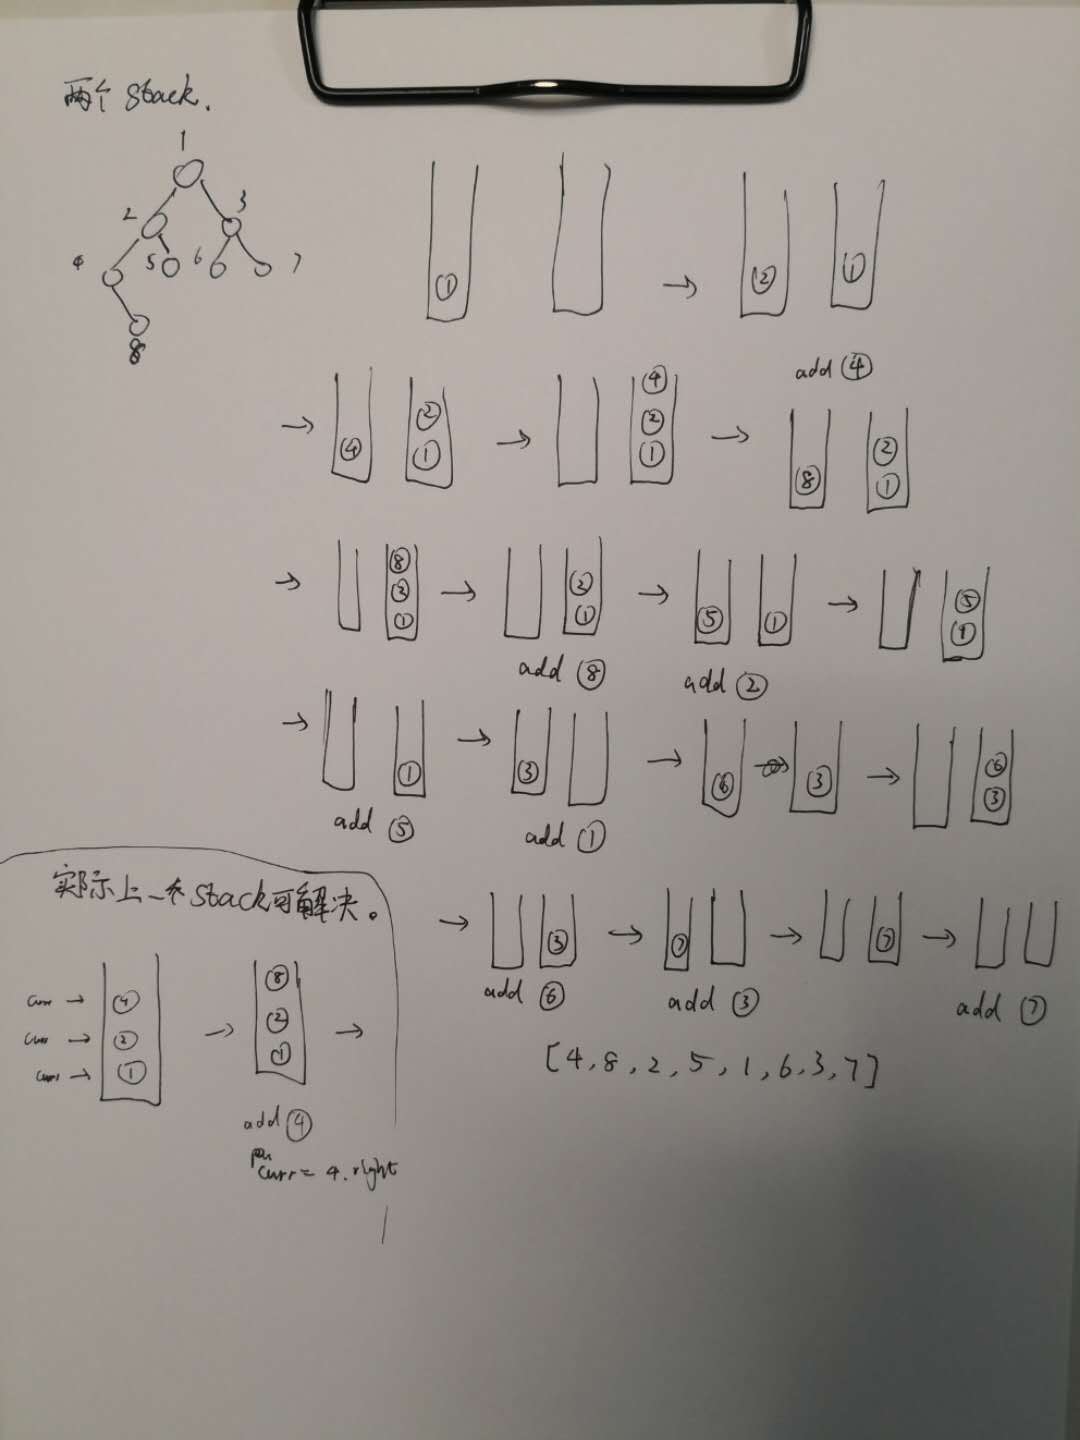 两个 Stack.
1
2 3
4 5 6 7
8
① → ② ①
add ④
→ ④ ② ① → ④ ② ① → ⑧ ② ①
→ ⑧ ② ① → ② ① → ⑤ ① → ⑤ ①
add ⑧ add ②
→ ① → ③ → ⑥ ③ → ⑥ ③
add ⑤ add ①
→ ③ → ⑦ → ⑦ →
add ⑥ add ③ add ⑦
[4, 8, 2, 5, 1, 6, 3, 7]
实际上一个Stack可解决。
curr → ④ ⑧
curr → ② → ② →
curr → ① ①
add ④
curr = 4.right